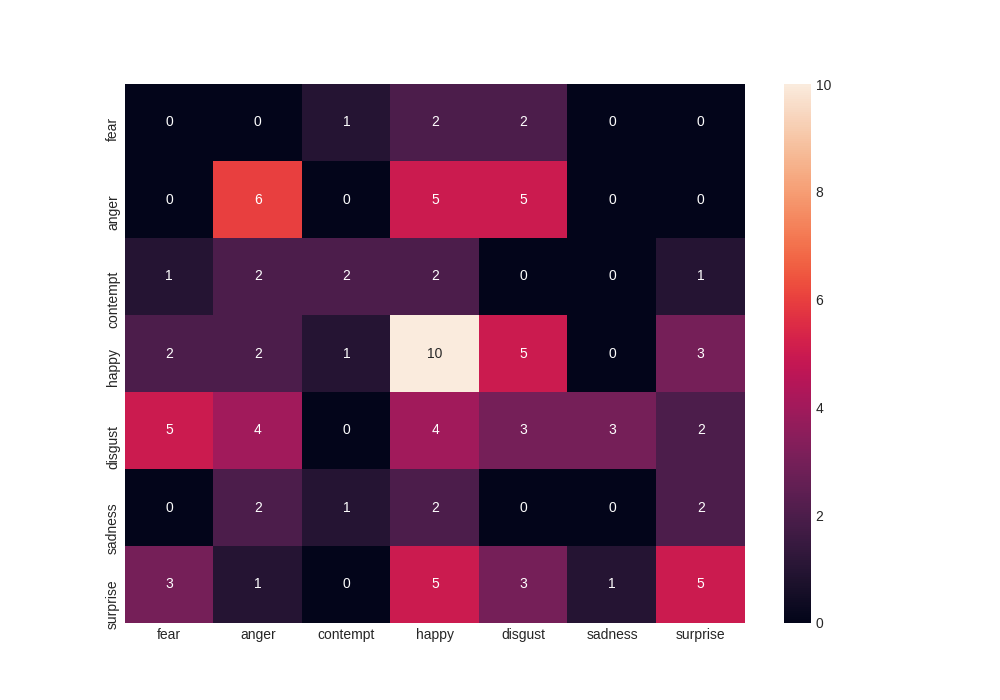 10
fear 0 0 1 2 2 0 0
8
anger 0 6 0 5 5 0 0
contempt 1 2 2 2 0 0 1
6
happy 2 2 1 10 5 0 3
4
disgust 5 4 0 4 3 3 2
2
sadness 0 2 1 2 0 0 2
surprise 3 1 0 5 3 1 5
0
fear anger contempt happy disgust sadness surprise